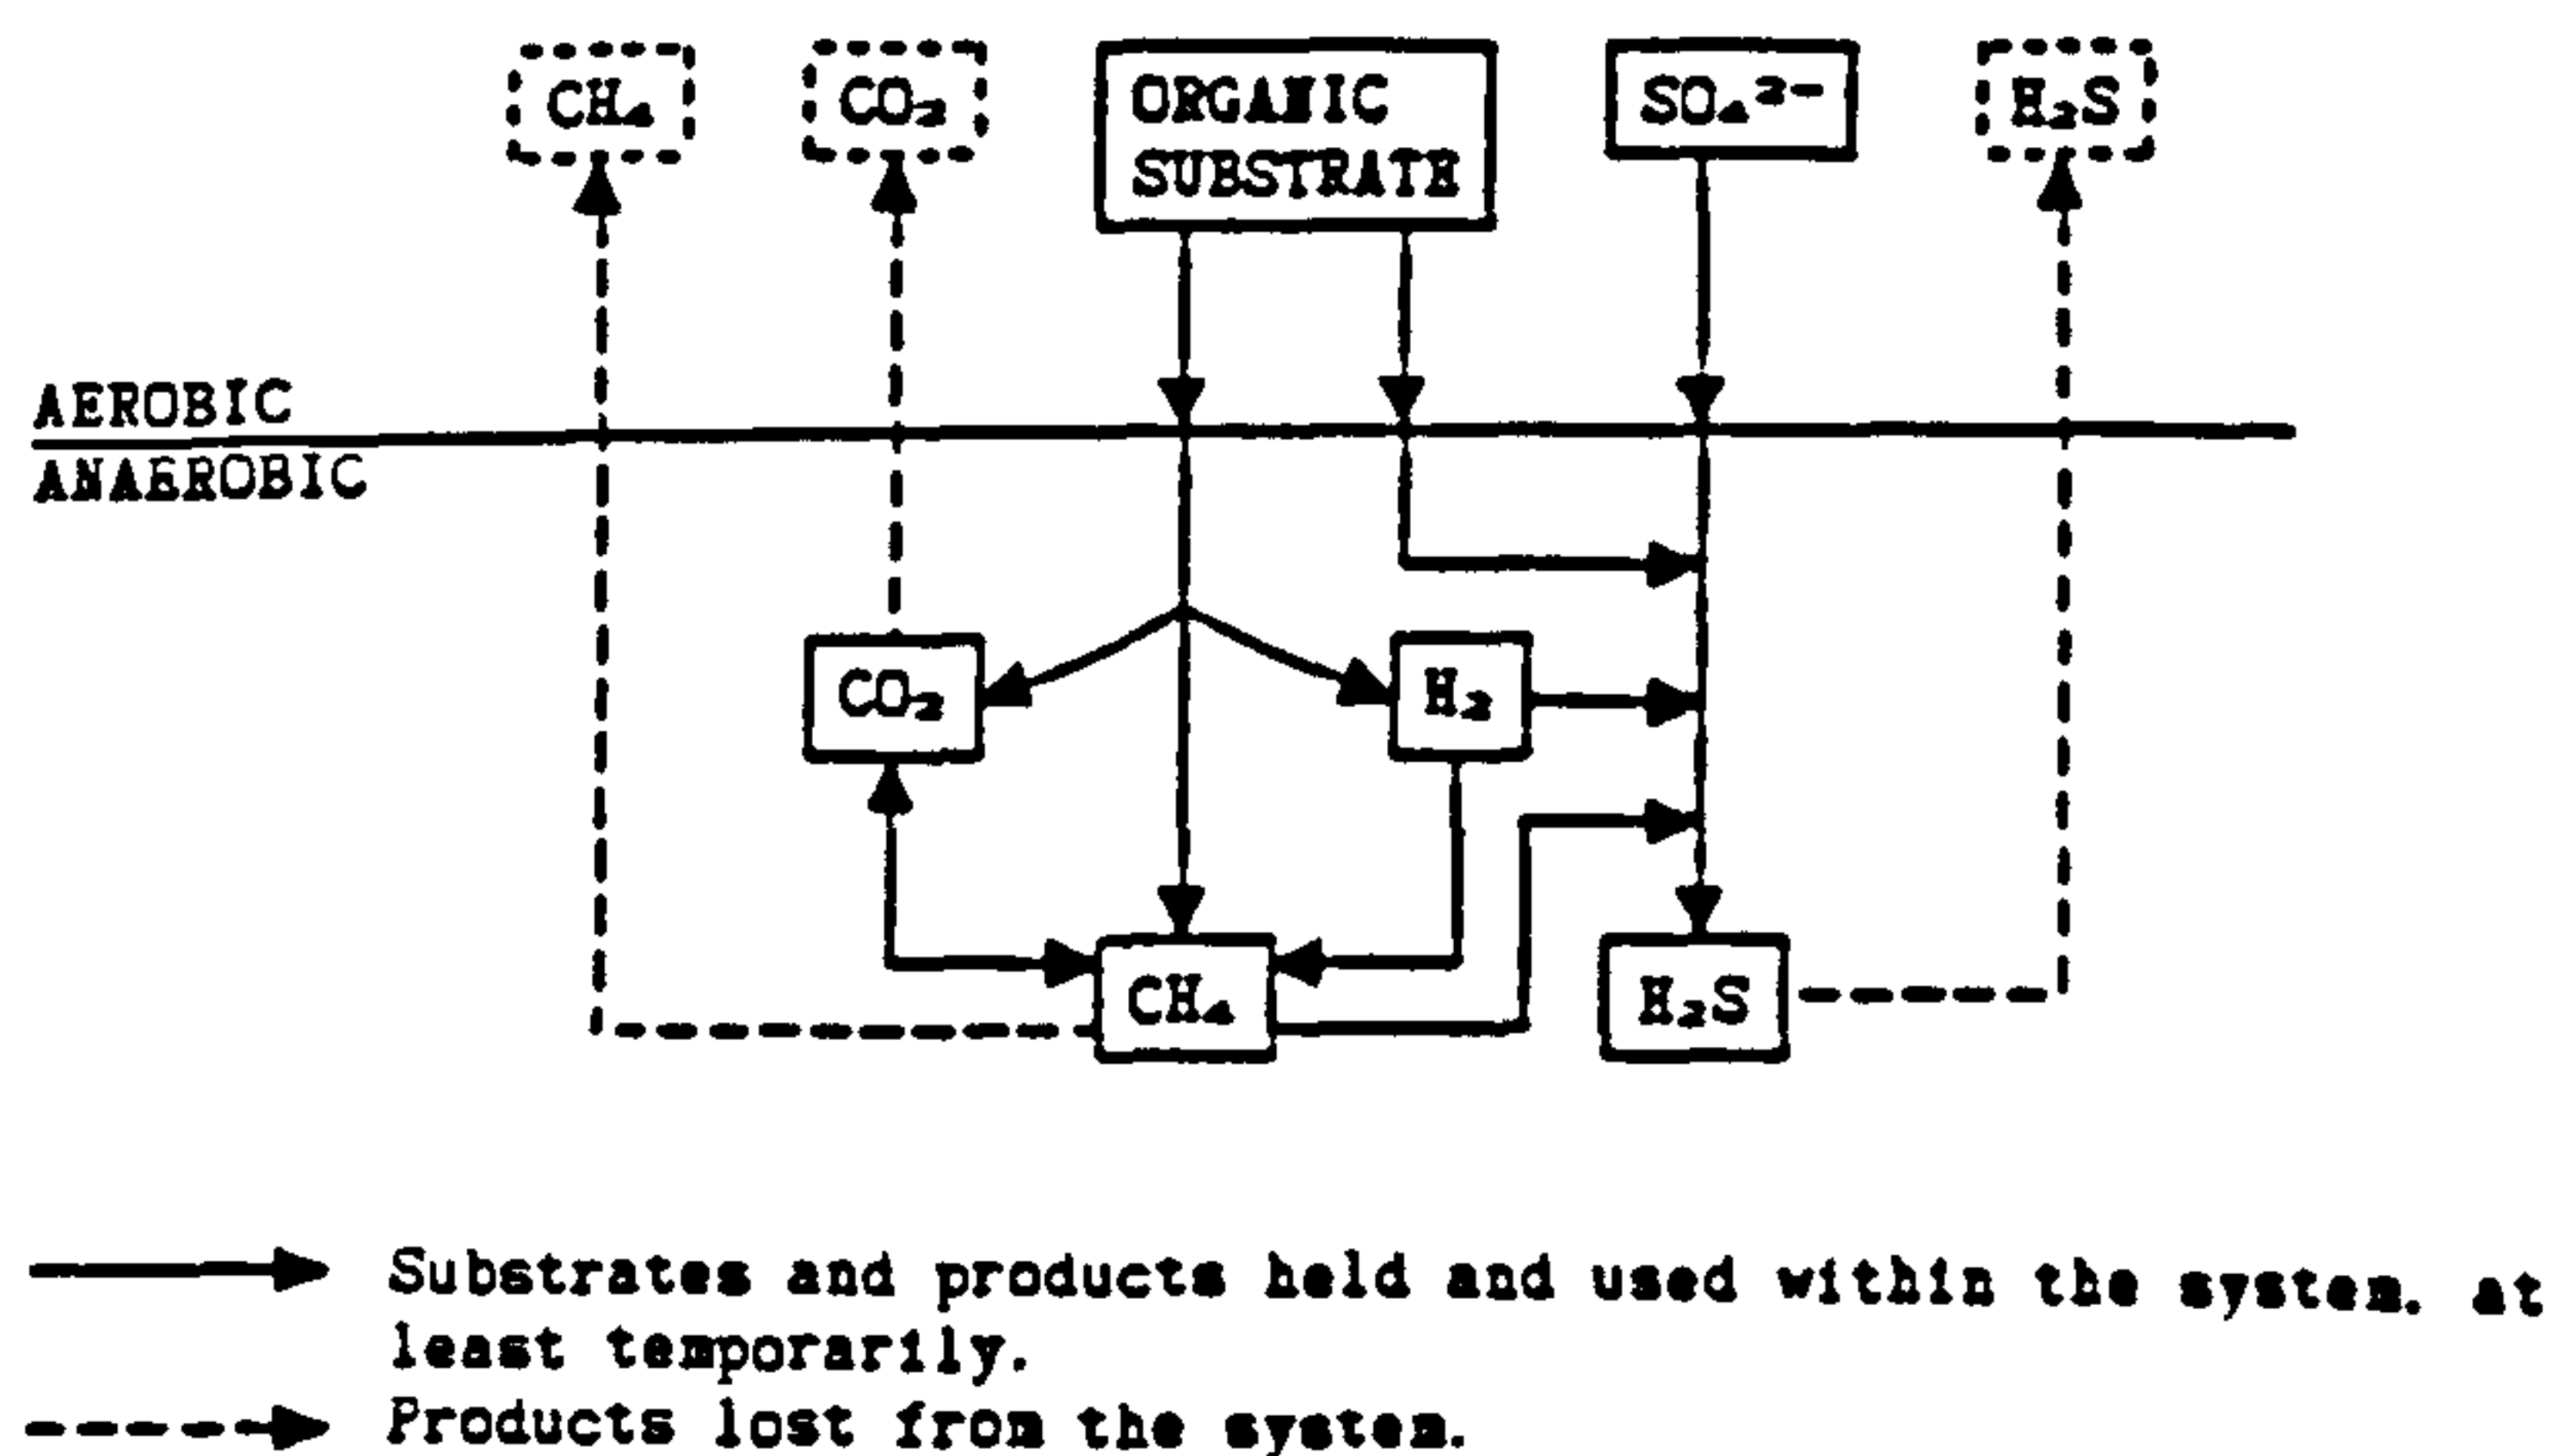 CH₄
CO₂
ORGANIC
SUBSTRATE
SO₄²⁻
H₂S
AEROBIC
ANAEROBIC
CO₂
H₂
CH₄
H₂S
Substrates and products held and used within the system. at
least temporarily.
Products lost from the system.